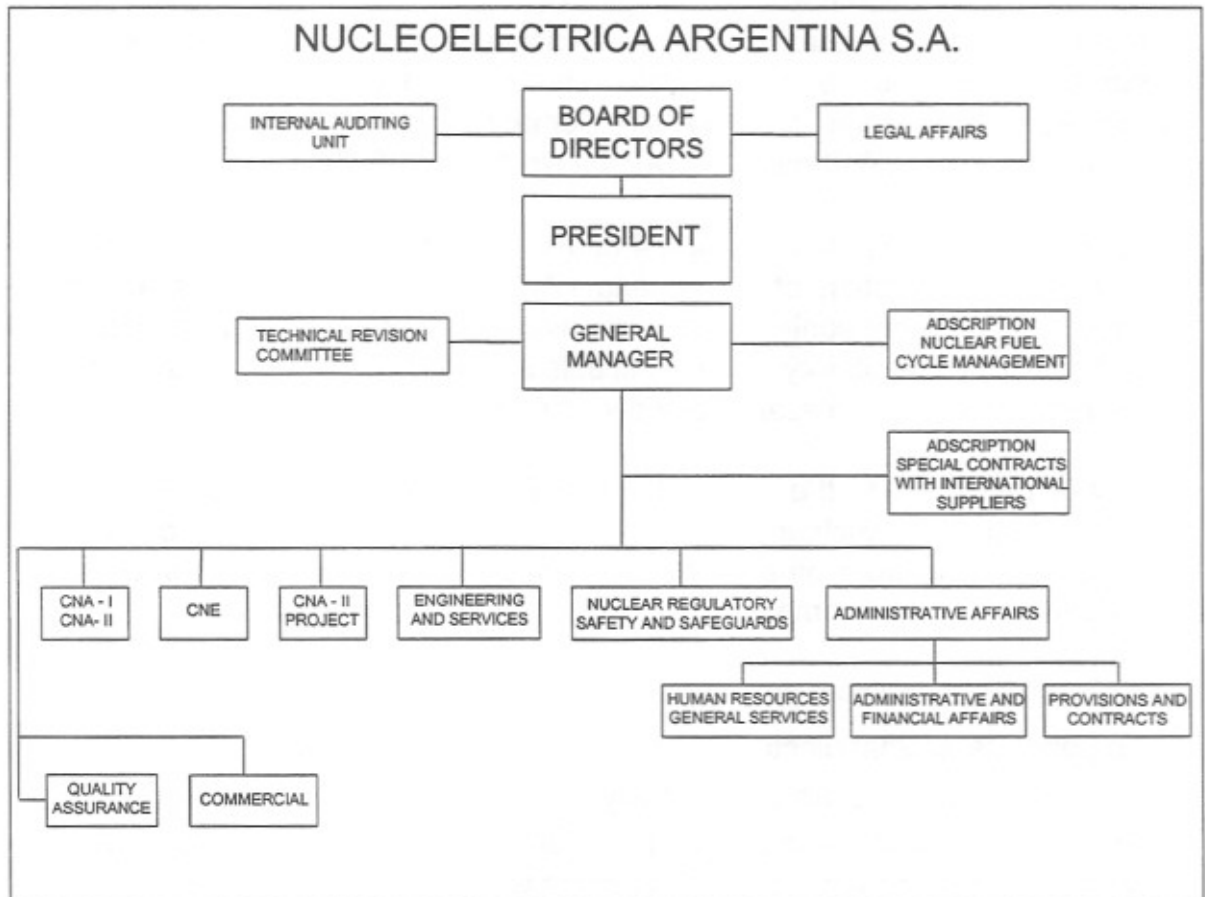 NUCLEOELECTRICA ARGENTINA S.A.
INTERNAL AUDITING
UNIT
BOARD OF
DIRECTORS
LEGAL AFFAIRS
PRESIDENT
TECHNICAL REVISION
COMMITTEE
GENERAL
MANAGER
ADSCRIPTION
NUCLEAR FUEL
CYCLE MANAGEMENT
ADSCRIPTION
SPECIAL CONTRACTS
WITH INTERNATIONAL
SUPPLIERS
CNA - I
CNA- II
CNE
CNA - II
PROJECT
ENGINEERING
AND SERVICES
NUCLEAR REGULATORY
SAFETY AND SAFEGUARDS
ADMINISTRATIVE AFFAIRS
HUMAN RESOURCES
GENERAL SERVICES
ADMINISTRATIVE AND
FINANCIAL AFFAIRS
PROVISIONS AND
CONTRACTS
QUALITY
ASSURANCE
COMMERCIAL